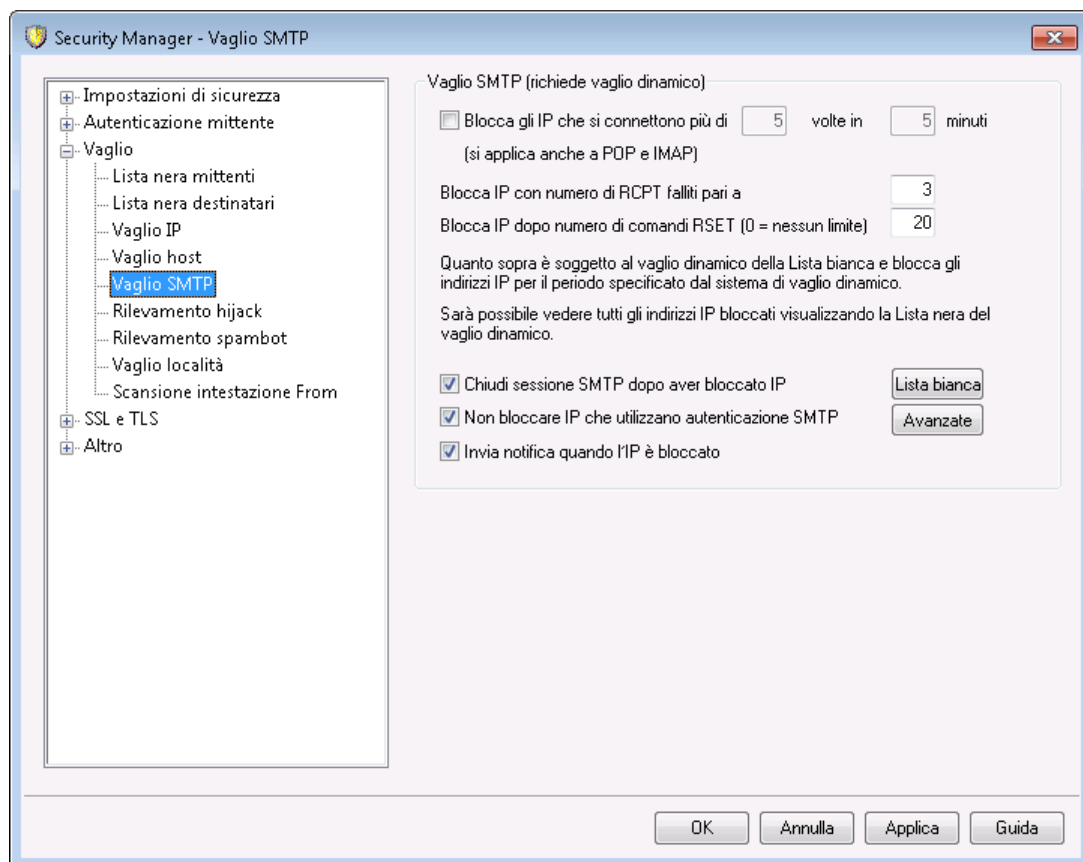 Security Manager - Vaglio SMTP
Impostazioni di sicurezza
Autenticazione mittente
Vaglio
Lista nera mittenti
Lista nera destinatari
Vaglio IP
Vaglio host
Vaglio SMTP
Rilevamento hijack
Rilevamento spambot
Vaglio località
Scansione intestazione From
SSL e TLS
Altro
Vaglio SMTP (richiede vaglio dinamico)
Blocca gli IP che si connettono più di 5 volte in 5 minuti
(si applica anche a POP e IMAP)
Blocca IP con numero di RCPT falliti pari a 3
Blocca IP dopo numero di comandi RSET (0 = nessun limite) 20
Quanto sopra è soggetto al vaglio dinamico della Lista bianca e blocca gli
indirizzi IP per il periodo specificato dal sistema di vaglio dinamico.
Sarà possibile vedere tutti gli indirizzi IP bloccati visualizzando la Lista nera del
vaglio dinamico.
Chiudi sessione SMTP dopo aver bloccato IP Lista bianca
Non bloccare IP che utilizzano autenticazione SMTP Avanzate
Invia notifica quando l'IP è bloccato
OK Annulla Applica Guida